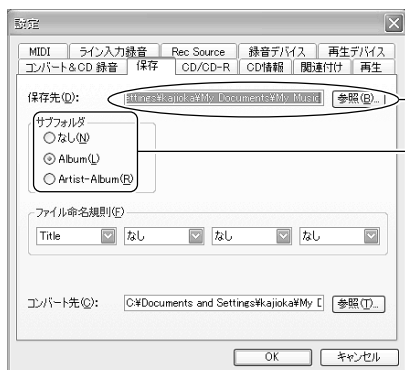 設定
MIDI ライン入力録音 Rec Source 録音デバイス 再生デバイス
コンバート&CD 録音 保存 CD/CD-R CD情報 関連付け 再生
保存先(D): ettings¥kajioka¥My Documents¥My Music 参照(B)...
サブフォルダ
なし(N)
Album(L)
Artist-Album(R)
ファイル命名規則(F)
Title なし なし なし
コンバート先(C): C:¥Documents and Settings¥kajioka¥My D 参照(T)...
OK キャンセル